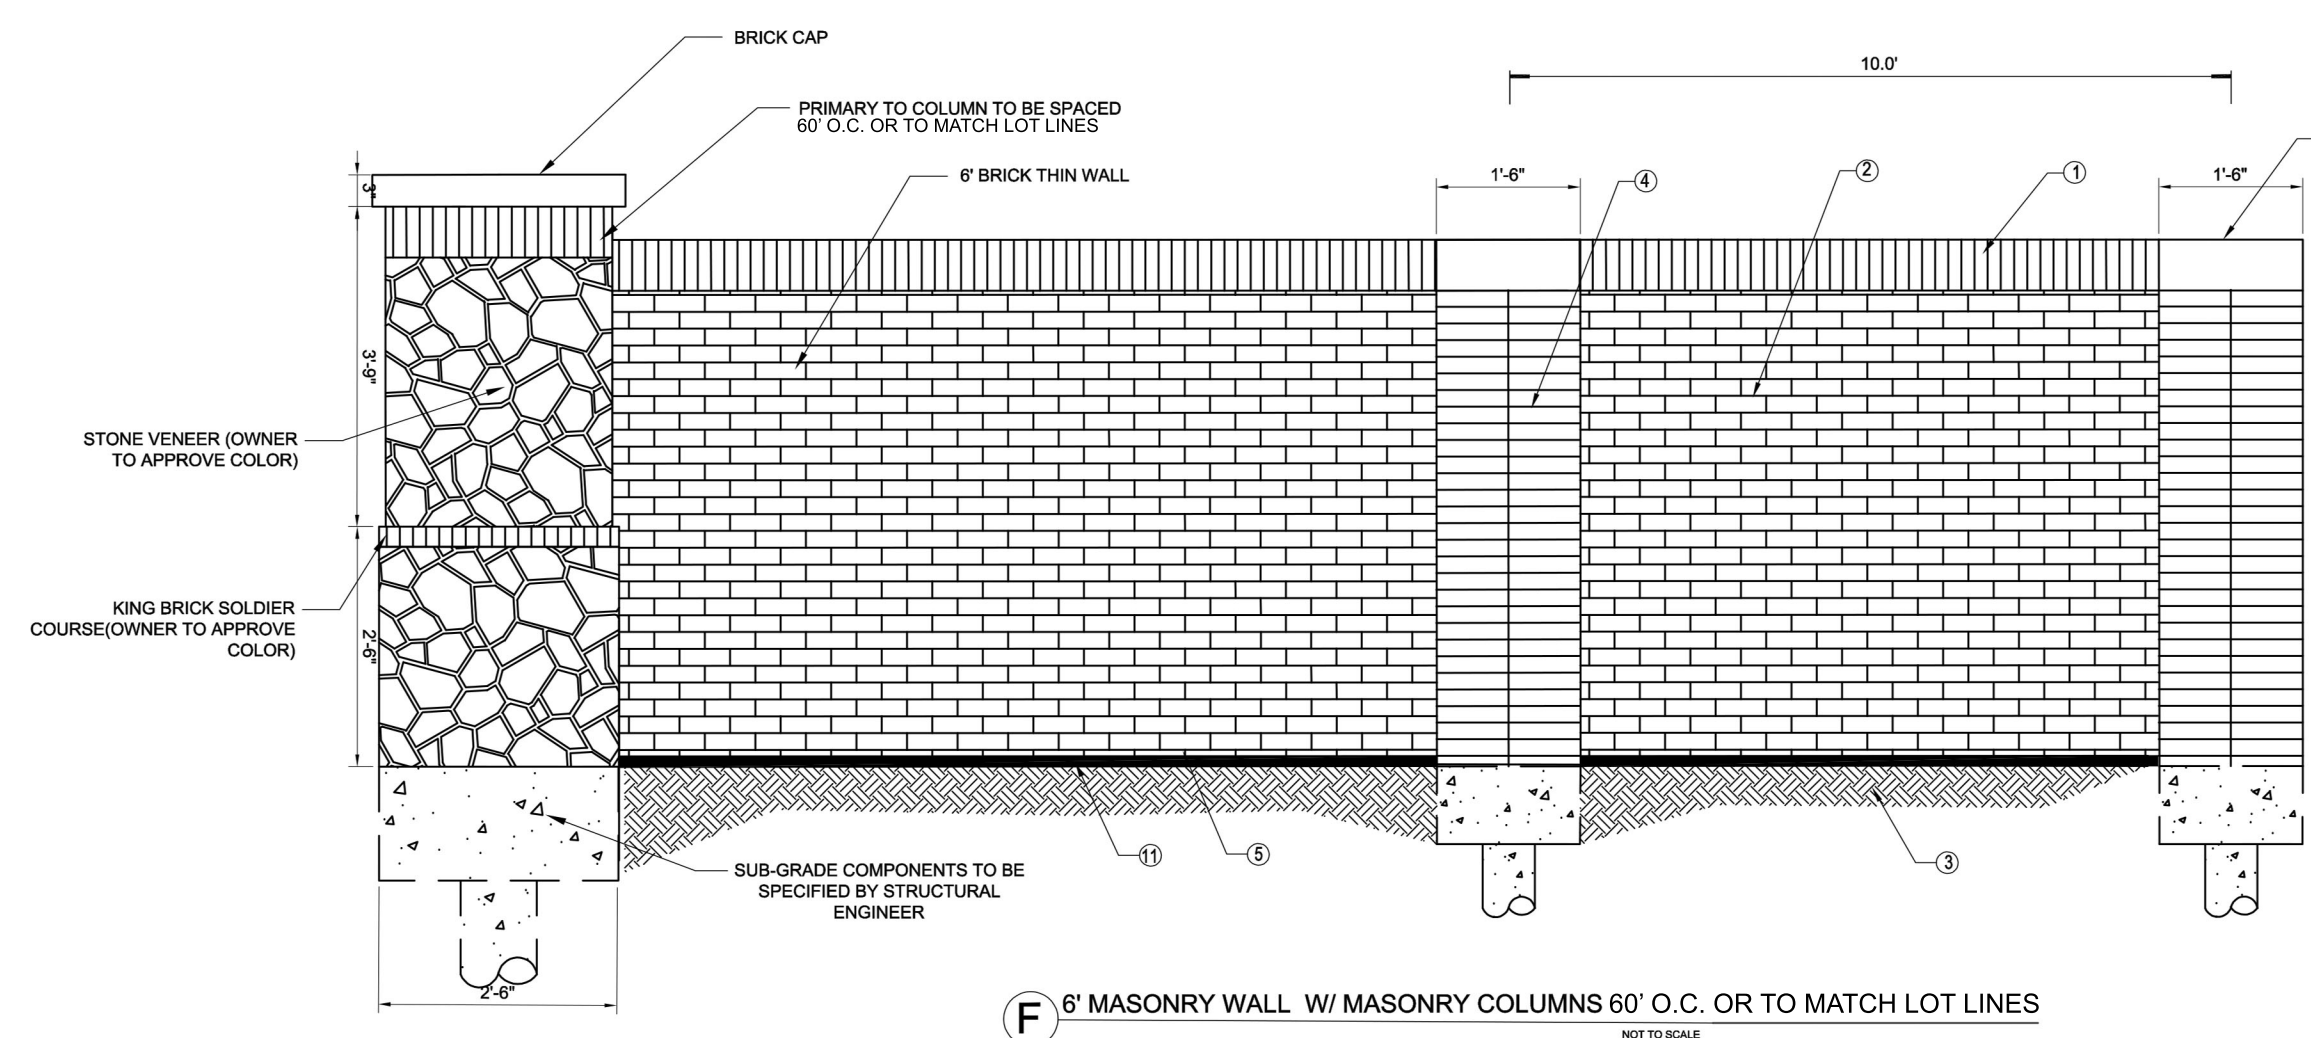 BRICK CAP
10.0'
PRIMARY TO COLUMN TO BE SPACED
60’ O.C. OR TO MATCH LOT LINES
6' BRICK THIN WALL
1'-6"
4
2
1
1'-6"
3"
3'-9"
STONE VENEER (OWNER
TO APPROVE COLOR)
KING BRICK SOLDIER
COURSE(OWNER TO APPROVE
COLOR)
2'-6"
11
5
3
SUB-GRADE COMPONENTS TO BE
SPECIFIED BY STRUCTURAL
ENGINEER
2'-6"
F 6' MASONRY WALL W/ MASONRY COLUMNS 60’ O.C. OR TO MATCH LOT LINES
NOT TO SCALE